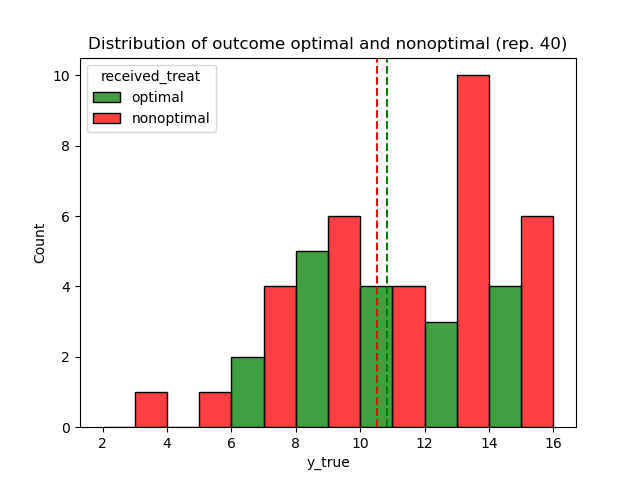 Distribution of outcome optimal and nonoptimal (rep. 40)
received_treat
optimal
nonoptimal
Count
10
8
6
4
2
0
2 4 6 8 10 12 14 16
y_true